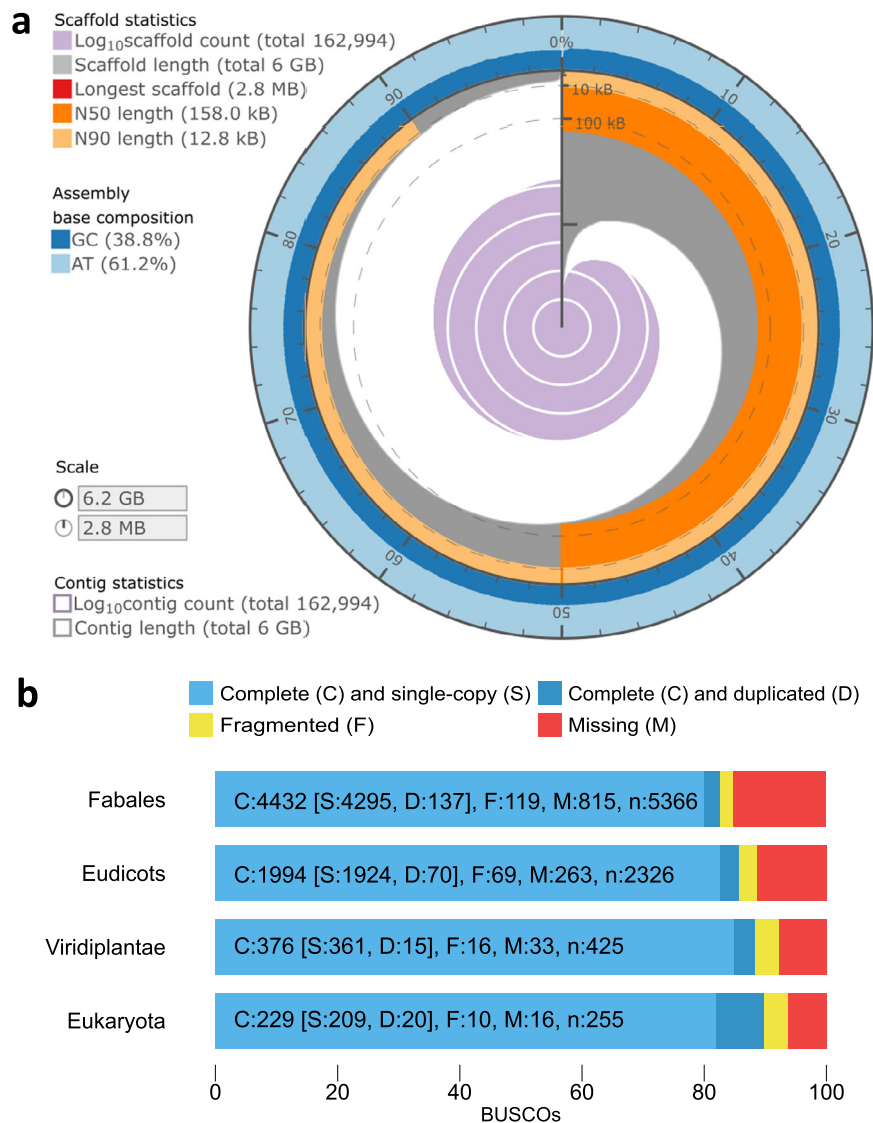 a
Scaffold statistics
Log10scaffold count (total 162,994)
Scaffold length (total 6 GB)
Longest scaffold (2.8 MB)
N50 length (158.0 kB)
N90 length (12.8 kB)
Assembly
base composition
GC (38.8%)
AT (61.2%)
Scale
6.2 GB
2.8 MB
Contig statistics
Log10contig count (total 162,994)
Contig length (total 6 GB)
0%
10
20
30
40
50
60
70
80
90
10 kB
100 kB
b
Complete (C) and single-copy (S)
Complete (C) and duplicated (D)
Fragmented (F)
Missing (M)
Fabales
C:4432 [S:4295, D:137], F:119, M:815, n:5366
Eudicots
C:1994 [S:1924, D:70], F:69, M:263, n:2326
Viridiplantae
C:376 [S:361, D:15], F:16, M:33, n:425
Eukaryota
C:229 [S:209, D:20], F:10, M:16, n:255
0 20 40 60 80 100
BUSCOs